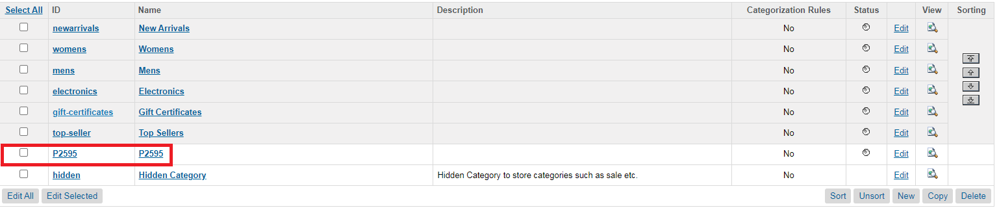 Select All ID Name Description Categorization Rules Status View Sorting
newarrivals New Arrivals No Edit
womens Womens No Edit
mens Mens No Edit
electronics Electronics No Edit
gift-certificates Gift Certificates No Edit
top-seller Top Sellers No Edit
P2595 P2595 No Edit
hidden Hidden Category Hidden Category to store categories such as sale etc. No Edit
Edit All Edit Selected Sort Unsort New Copy Delete